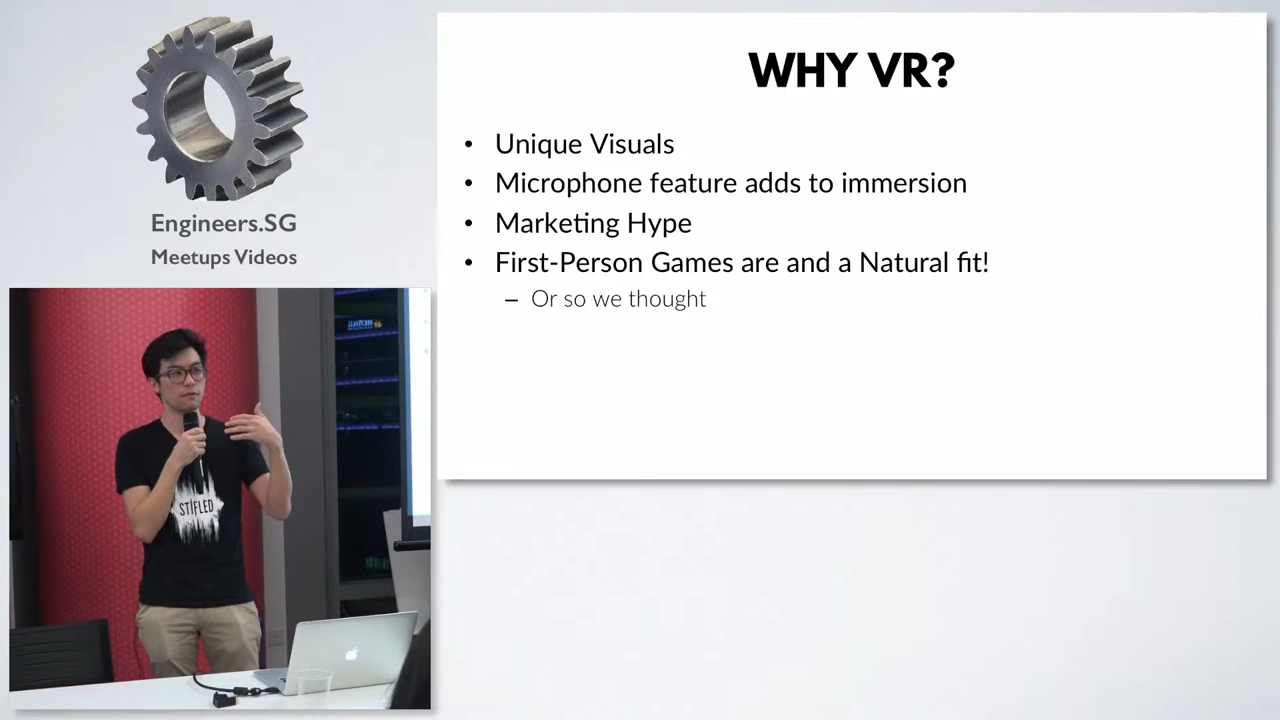 Engineers.SG
Meetups Videos
WHY VR?
• Unique Visuals
• Microphone feature adds to immersion
• Marketing Hype
• First-Person Games are and a Natural fit!
– Or so we thought
STIFLED